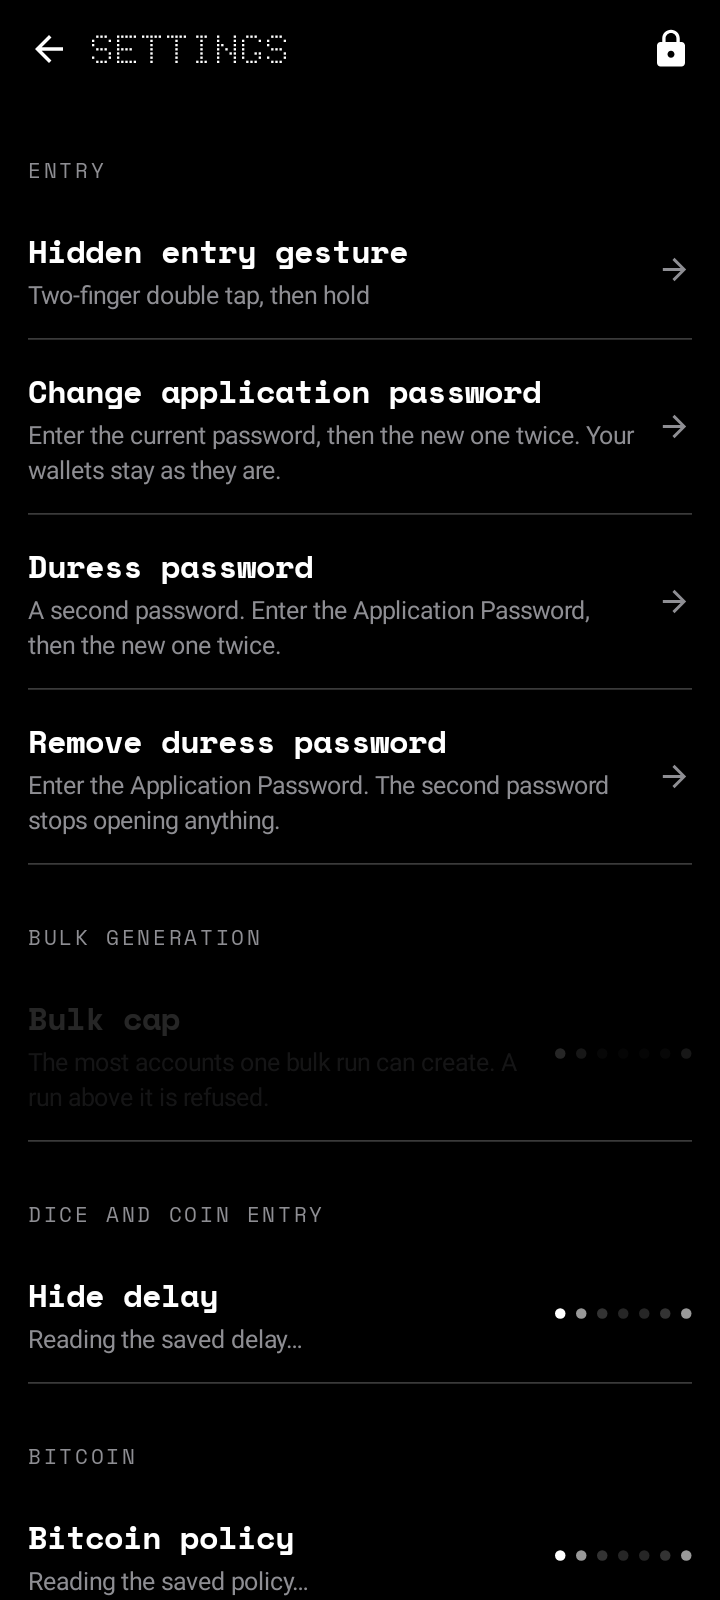 SETTINGS
ENTRY
Hidden entry gesture
Two-finger double tap, then hold
Change application password
Enter the current password, then the new one twice. Your
wallets stay as they are.
Duress password
A second password. Enter the Application Password,
then the new one twice.
Remove duress password
Enter the Application Password. The second password
stops opening anything.
BULK GENERATION
Bulk cap
The most accounts one bulk run can create. A
run above it is refused.
DICE AND COIN ENTRY
Hide delay
Reading the saved delay…
BITCOIN
Bitcoin policy
Reading the saved policy…